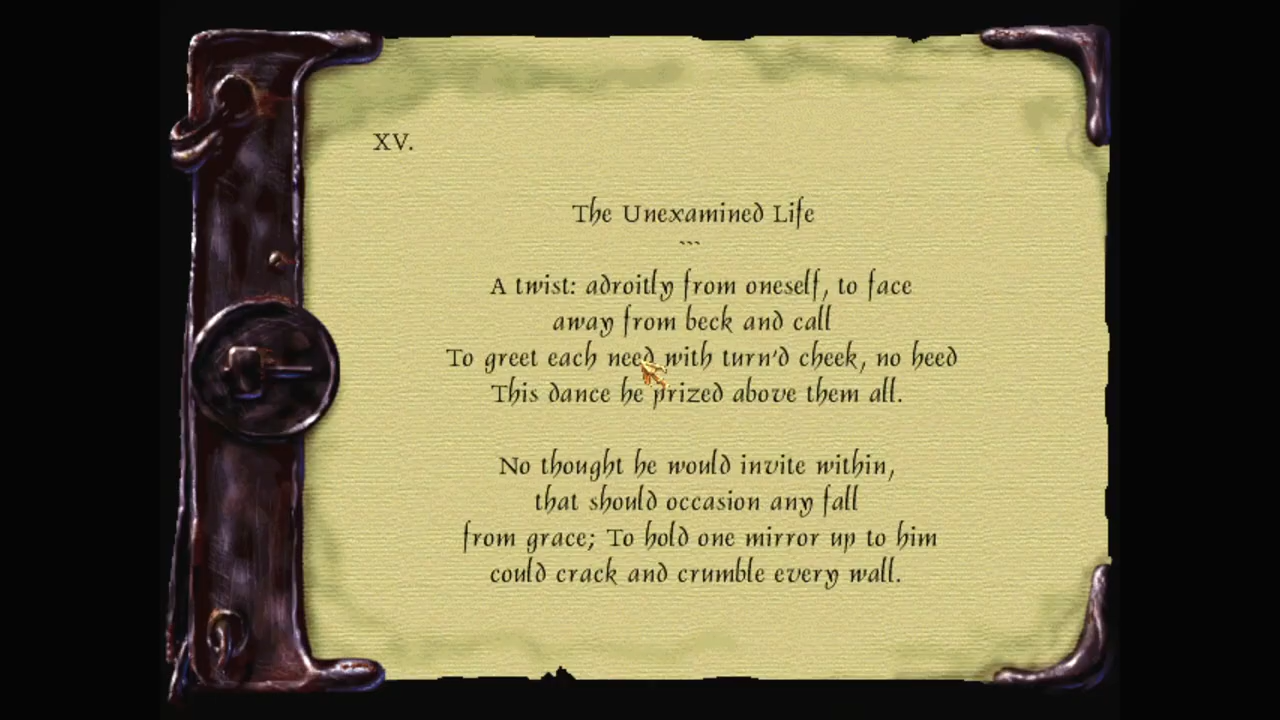 XV.
The Unexamined Life
~~~
A twist: adroitly from oneself, to face
away from beck and call
To greet each need with turn'd cheek, no heed
This dance he prized above them all.
No thought he would invite within,
that should occasion any fall
from grace; To hold one mirror up to him
could crack and crumble every wall.